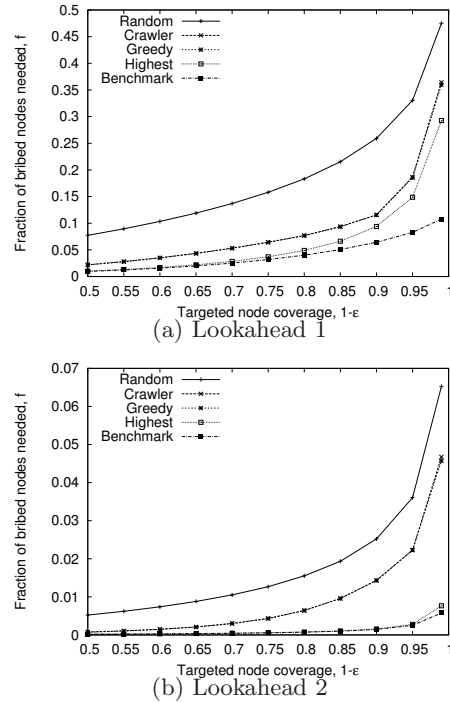 Fraction of bribed nodes needed, f
0.5
0.45
0.4
0.35
0.3
0.25
0.2
0.15
0.1
0.05
0
Random
Crawler
Greedy
Highest
Benchmark
0.5 0.55 0.6 0.65 0.7 0.75 0.8 0.85 0.9 0.95 1
Targeted node coverage, 1-ε
(a) Lookahead 1
Fraction of bribed nodes needed, f
0.07
0.06
0.05
0.04
0.03
0.02
0.01
0
Random
Crawler
Greedy
Highest
Benchmark
0.5 0.55 0.6 0.65 0.7 0.75 0.8 0.85 0.9 0.95 1
Targeted node coverage, 1-ε
(b) Lookahead 2